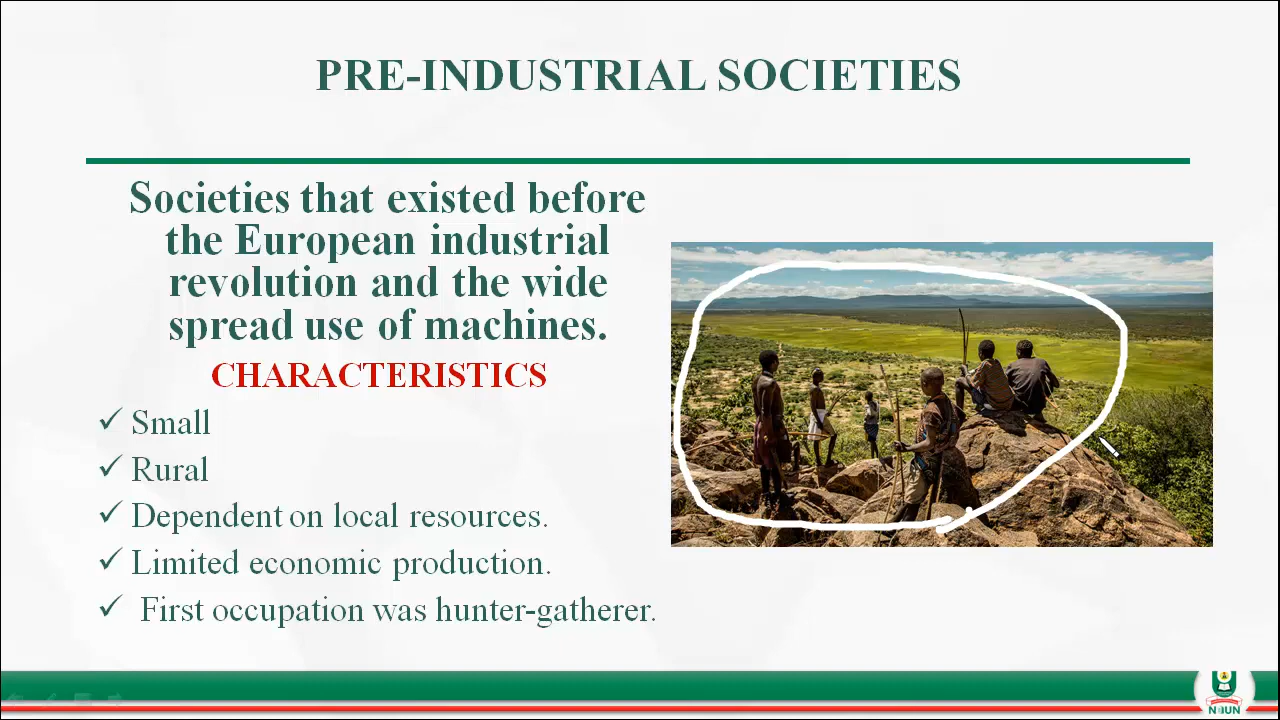 PRE-INDUSTRIAL SOCIETIES
Societies that existed before
the European industrial
revolution and the wide
spread use of machines.
CHARACTERISTICS
✓ Small
✓ Rural
✓ Dependent on local resources.
✓ Limited economic production.
✓ First occupation was hunter-gatherer.
NOUN